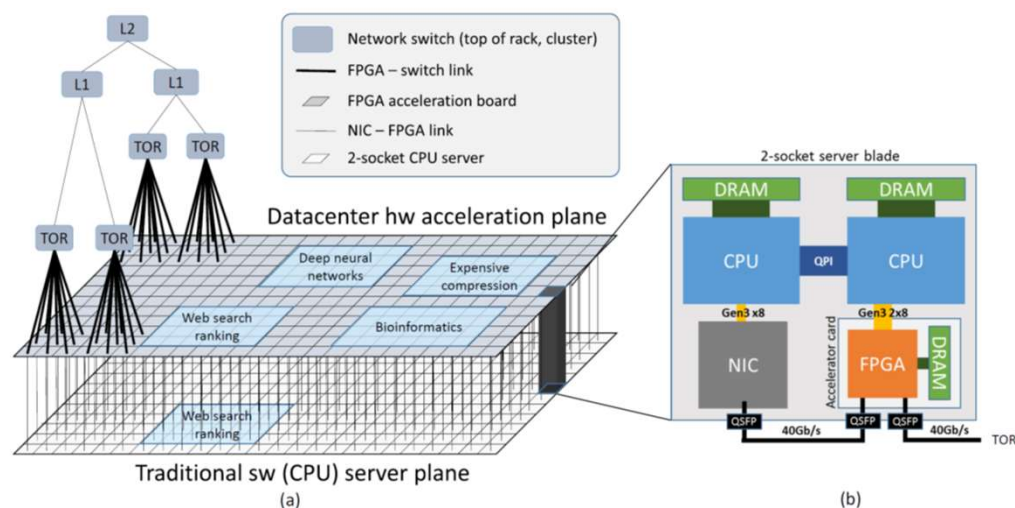 L2
L1
L1
TOR
TOR
TOR
TOR
Network switch (top of rack, cluster)
FPGA – switch link
FPGA acceleration board
NIC – FPGA link
2-socket CPU server
Datacenter hw acceleration plane
Deep neural
networks
Expensive
compression
Web search
ranking
Bioinformatics
Web search
ranking
Traditional sw (CPU) server plane
(a)
2-socket server blade
DRAM
DRAM
CPU
QPI
CPU
Gen3 x8
Gen3 2x8
NIC
Accelerator card
FPGA
DRAM
QSFP
QSFP
QSFP
40Gb/s
40Gb/s
TOR
(b)